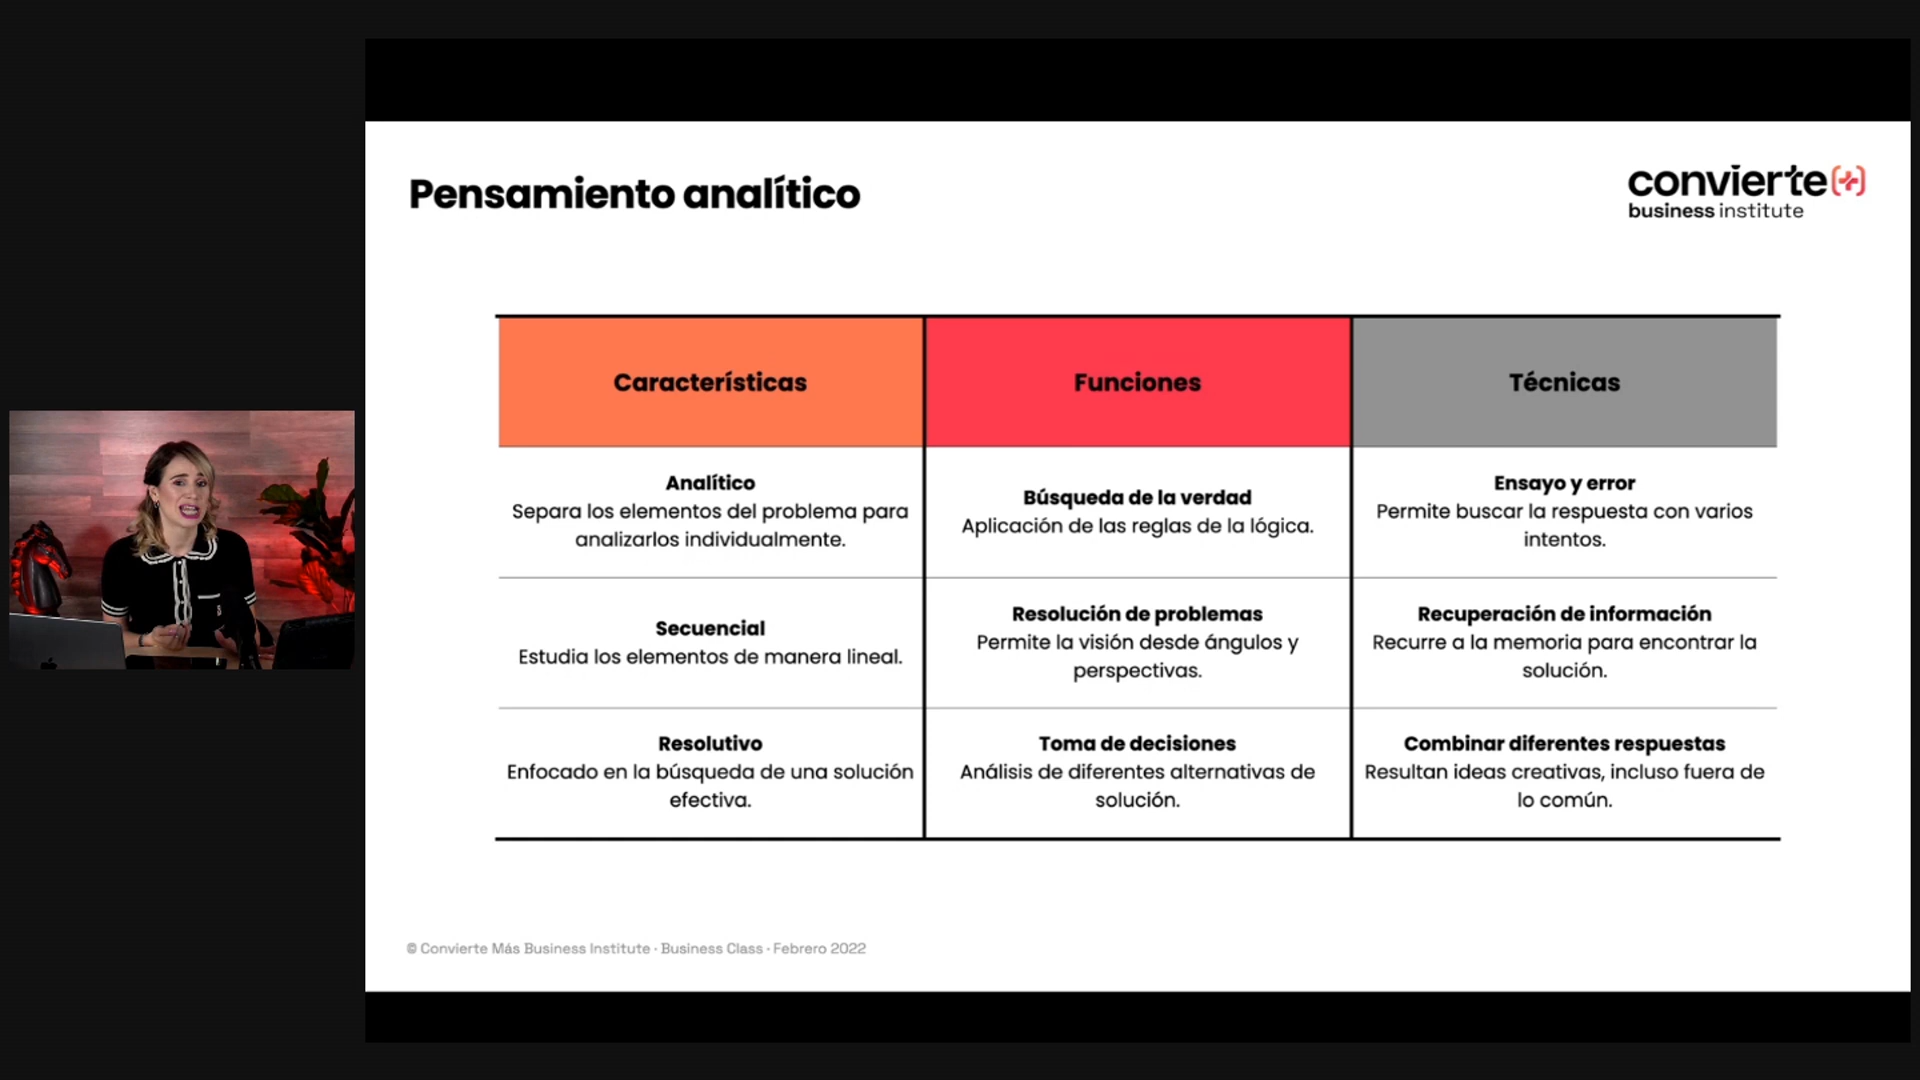 Pensamiento analítico
convierte[+]
business institute
Características
Funciones
Técnicas
Analítico
Separa los elementos del problema para
analizarlos individualmente.
Búsqueda de la verdad
Aplicación de las reglas de la lógica.
Ensayo y error
Permite buscar la respuesta con varios
intentos.
Secuencial
Estudia los elementos de manera lineal.
Resolución de problemas
Permite la visión desde ángulos y
perspectivas.
Recuperación de información
Recurre a la memoria para encontrar la
solución.
Resolutivo
Enfocado en la búsqueda de una solución
efectiva.
Toma de decisiones
Análisis de diferentes alternativas de
solución.
Combinar diferentes respuestas
Resultan ideas creativas, incluso fuera de
lo común.
© Convierte Más Business Institute · Business Class · Febrero 2022